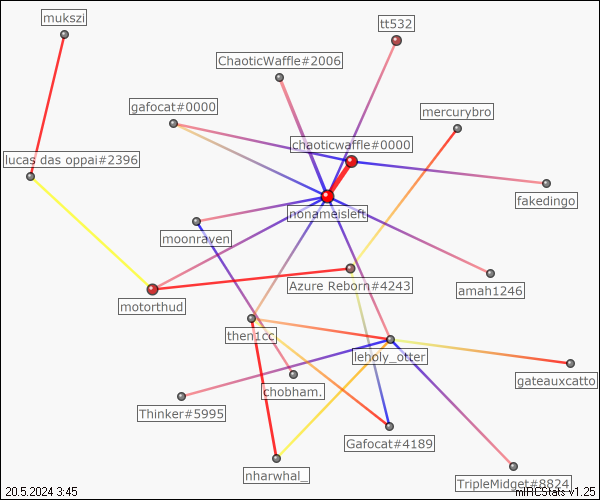 mukszi
tt532
ChaoticWaffle#2006
gafocat#0000
mercurybro
chaoticwaffle#0000
lucas das oppai#2396
fakedingo
nonameisleft
moonraven
Azure Reborn#4243
amah1246
motorthud
then1cc
leholy_otter
gateauxcatto
chobham.
Thinker#5995
Gafocat#4189
nharwhal_
TripleMidget#8824
20.5.2024 3:45
mIRCStats v1.25